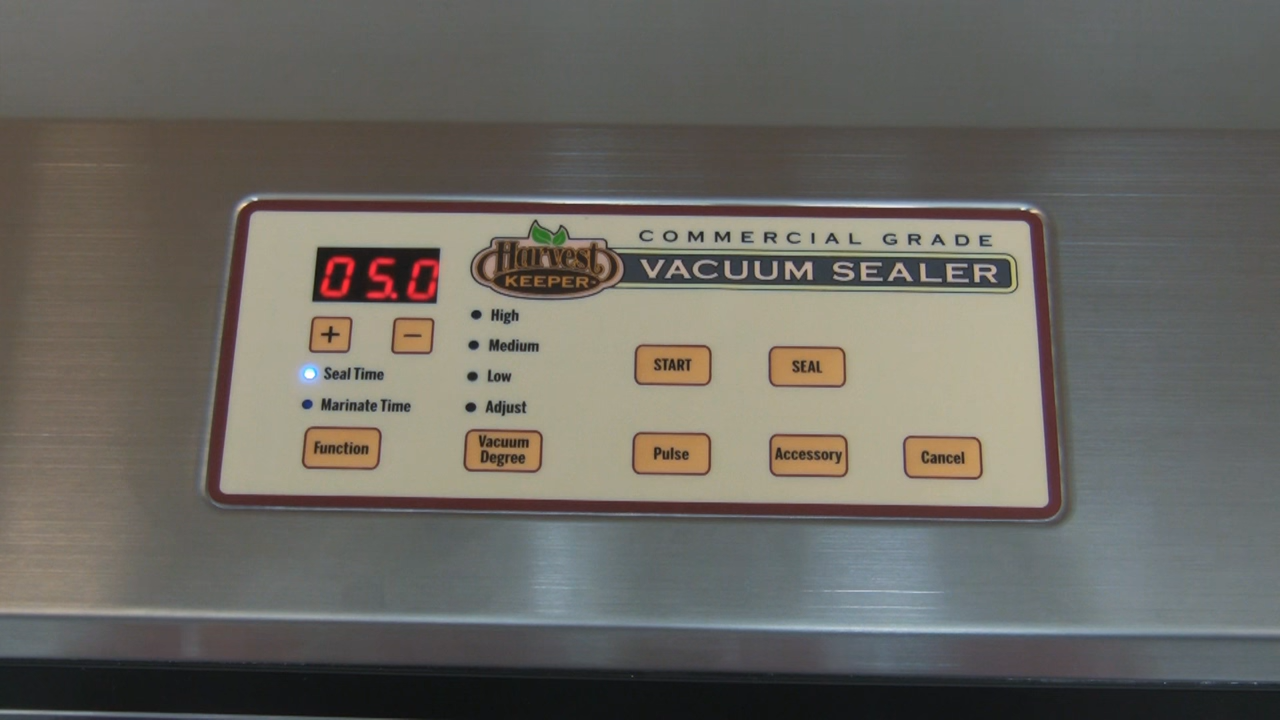 05.0
Harvest
KEEPER
COMMERCIAL GRADE
VACUUM SEALER
+
−
Seal Time
Marinate Time
Function
High
Medium
Low
Adjust
Vacuum
Degree
START
SEAL
Pulse
Accessory
Cancel